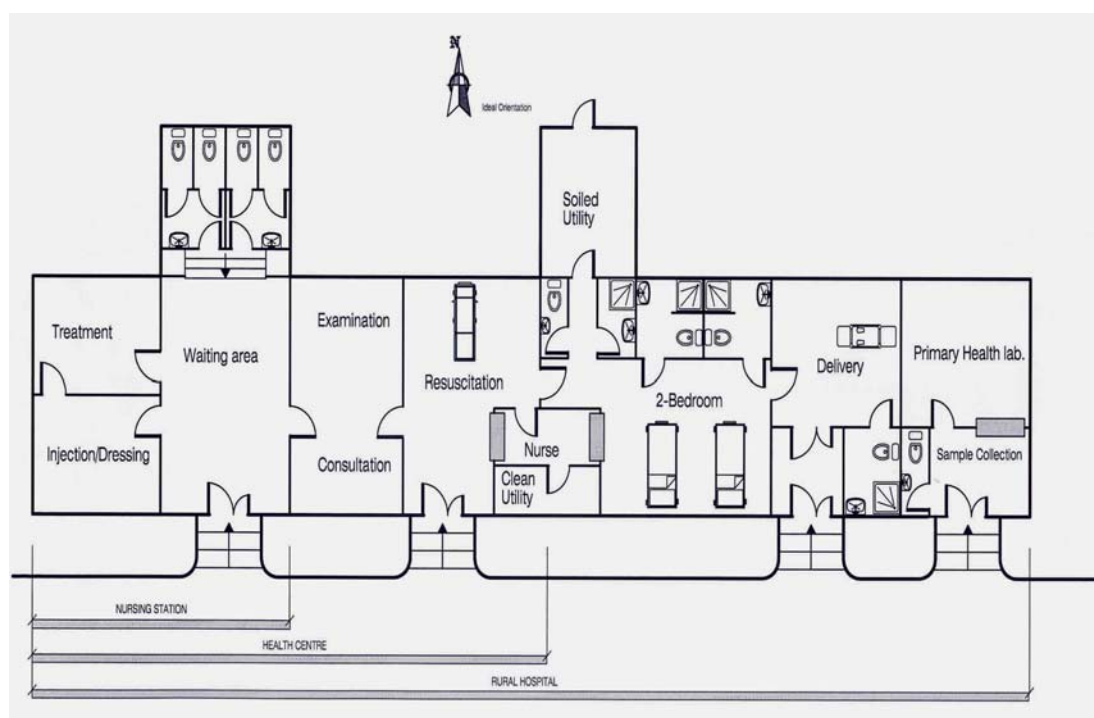 N
Ideal Orientation
Soiled
Utility
Treatment
Waiting area
Examination
Resuscitation
2-Bedroom
Delivery
Primary Health lab.
Injection/Dressing
Consultation
Nurse
Clean
Utility
Sample Collection
NURSING STATION
HEALTH CENTRE
RURAL HOSPITAL